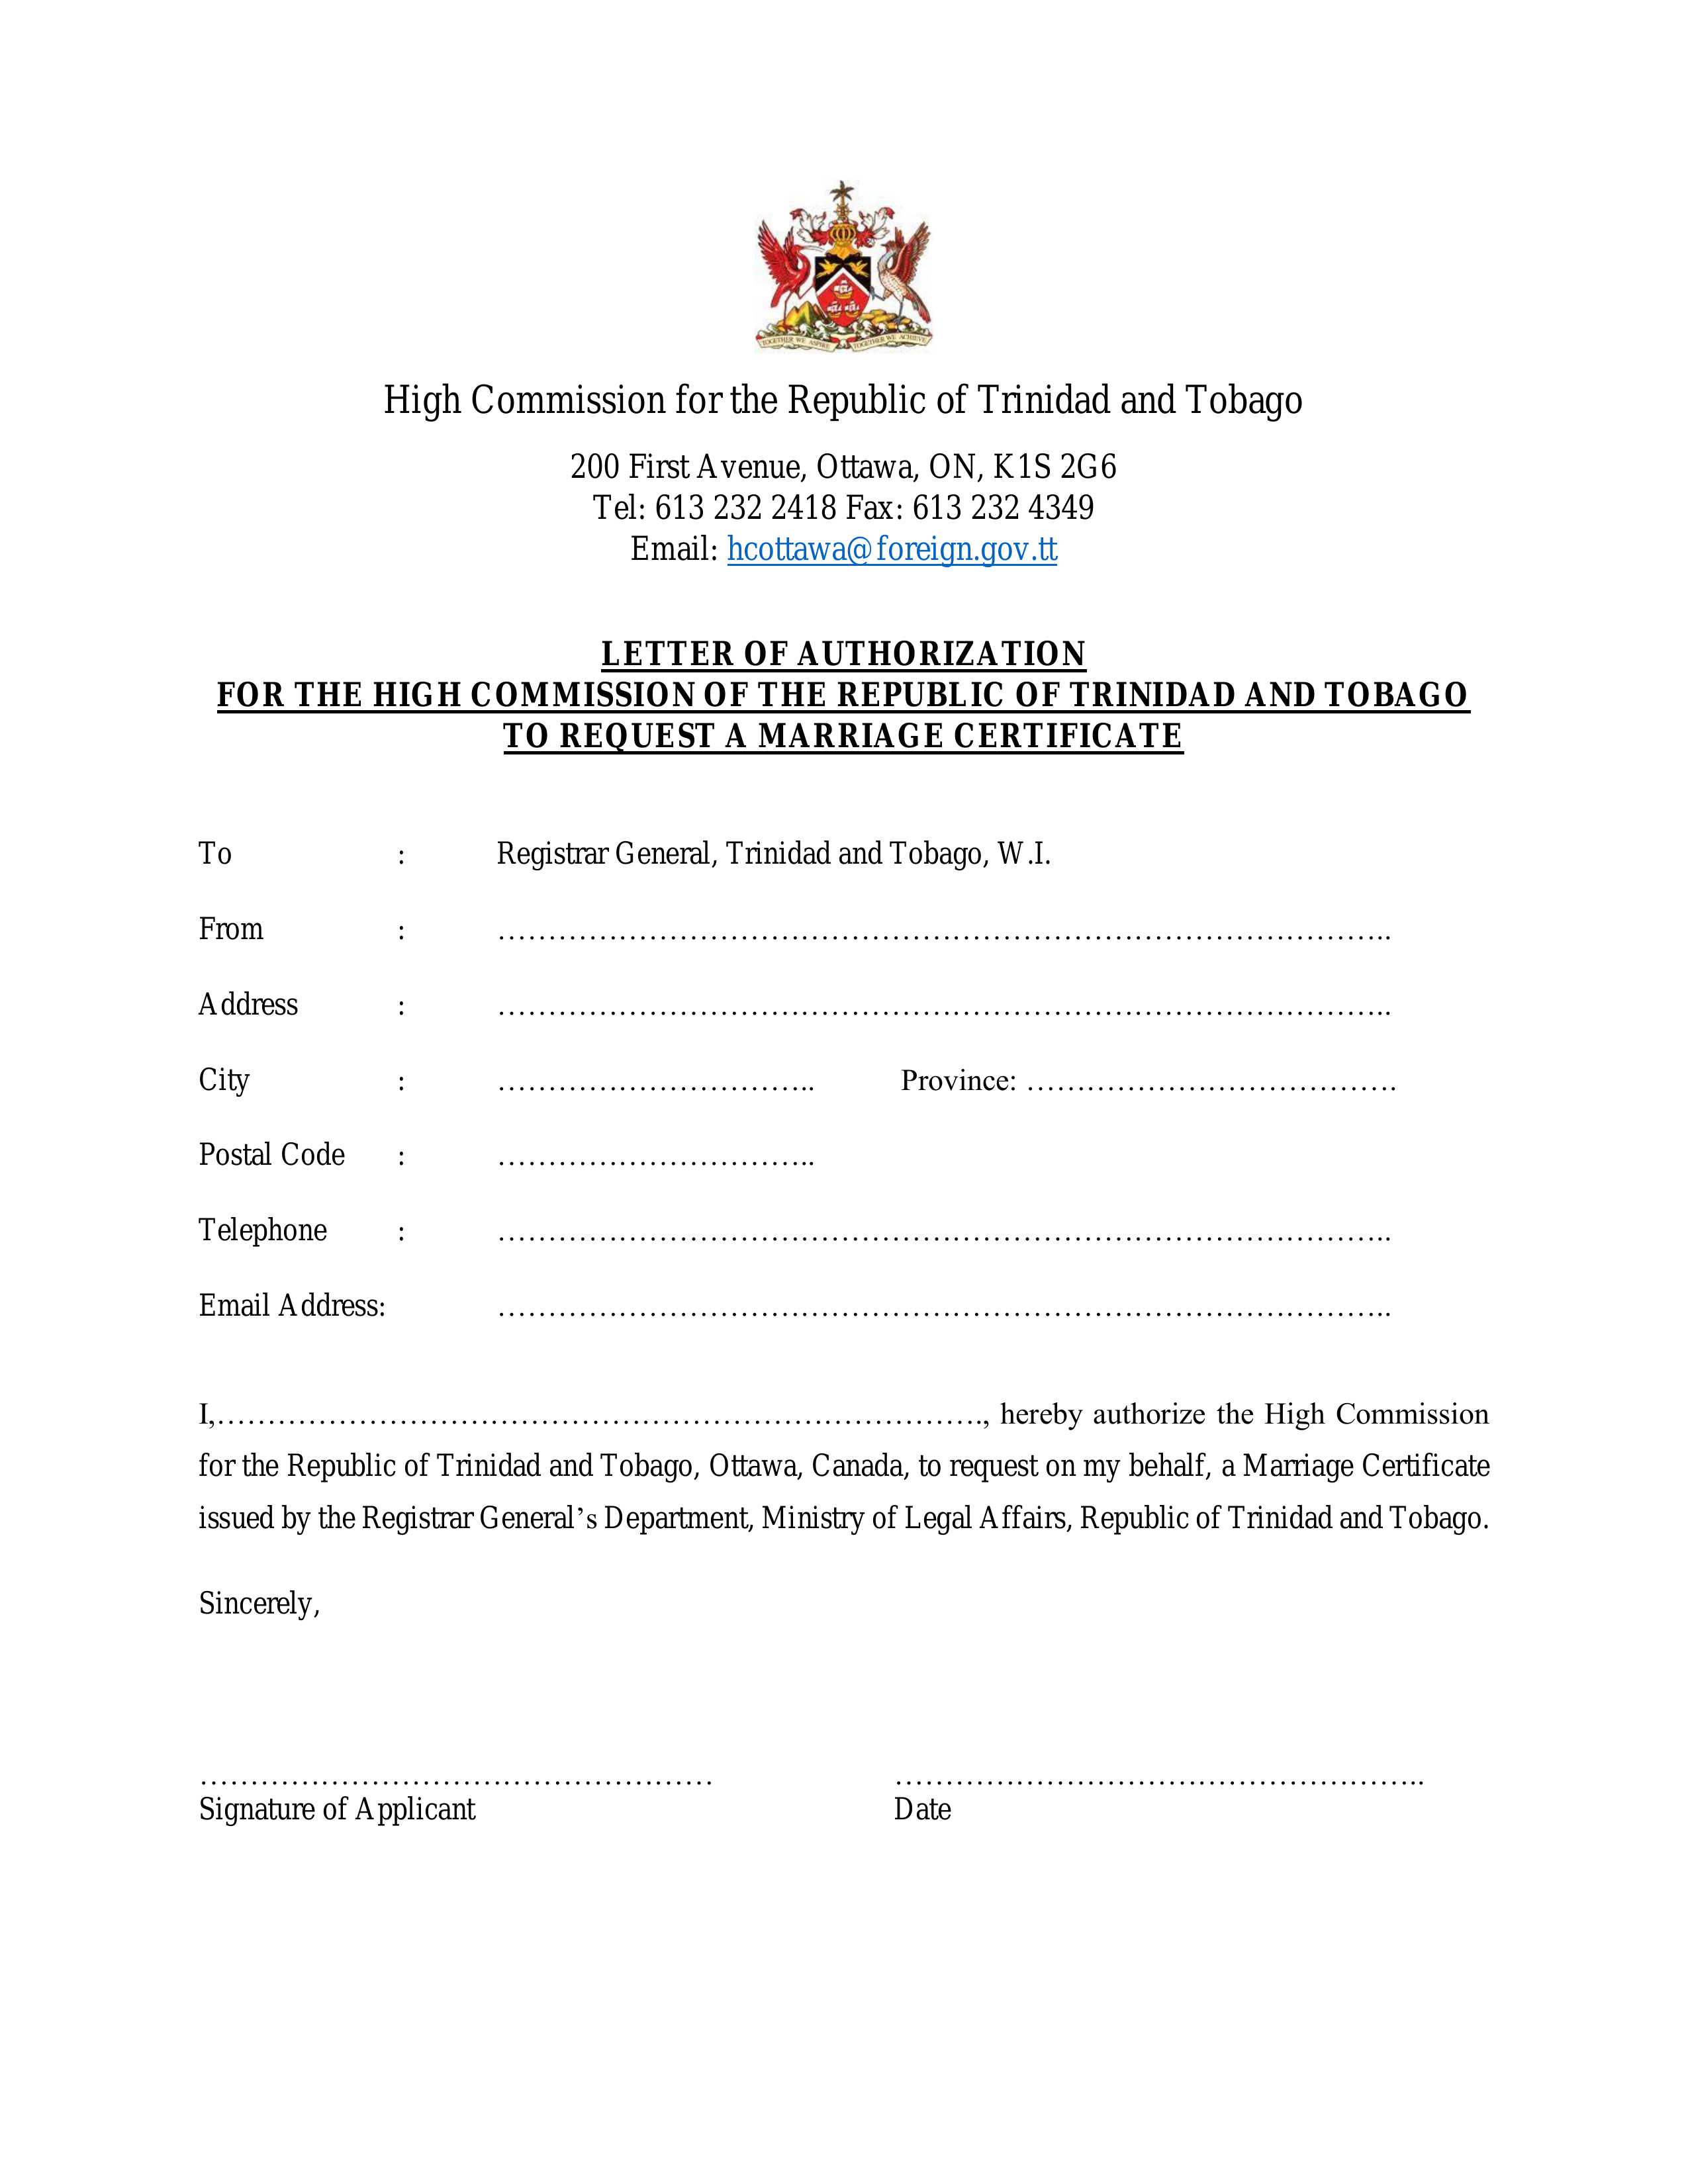 TOGETHER WE ASPIRE TOGETHER WE ACHIEVE
High Commission for the Republic of Trinidad and Tobago
200 First Avenue, Ottawa, ON, K1S 2G6
Tel: 613 232 2418 Fax: 613 232 4349
Email: hcottawa@foreign.gov.tt
LETTER OF AUTHORIZATION
FOR THE HIGH COMMISSION OF THE REPUBLIC OF TRINIDAD AND TOBAGO
TO REQUEST A MARRIAGE CERTIFICATE
To : Registrar General, Trinidad and Tobago, W.I.
From : ……………………………………………………………………………..
Address : ……………………………………………………………………………..
City : ………………………….. Province: ……………………………….
Postal Code : …………………………..
Telephone : ……………………………………………………………………………..
Email Address: ……………………………………………………………………………..
I,…………………………………………………………………., hereby authorize the High Commission
for the Republic of Trinidad and Tobago, Ottawa, Canada, to request on my behalf, a Marriage Certificate
issued by the Registrar General’s Department, Ministry of Legal Affairs, Republic of Trinidad and Tobago.
Sincerely,
…………………………………………… ……………………………………………..
Signature of Applicant Date